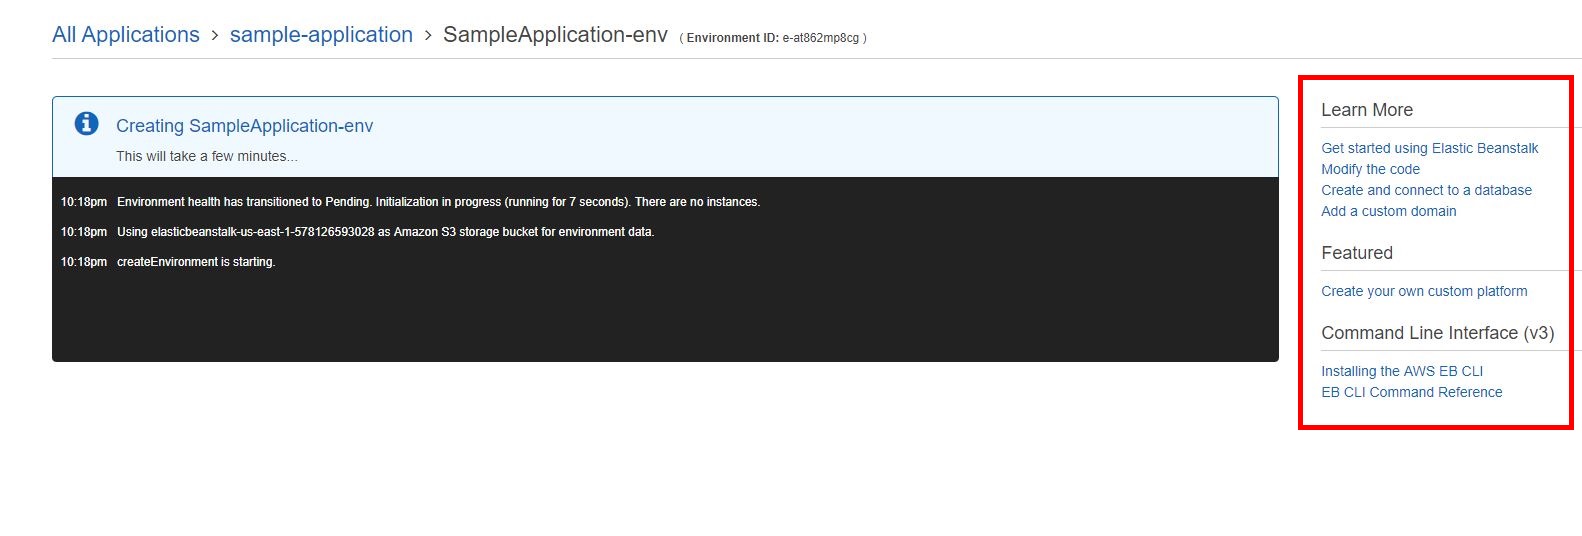 All Applications > sample-application > SampleApplication-env ( Environment ID: e-at862mp8cg )
Creating SampleApplication-env
This will take a few minutes...
10:18pm Environment health has transitioned to Pending. Initialization in progress (running for 7 seconds). There are no instances.
10:18pm Using elasticbeanstalk-us-east-1-578126593028 as Amazon S3 storage bucket for environment data.
10:18pm createEnvironment is starting.
Learn More
Get started using Elastic Beanstalk
Modify the code
Create and connect to a database
Add a custom domain
Featured
Create your own custom platform
Command Line Interface (v3)
Installing the AWS EB CLI
EB CLI Command Reference